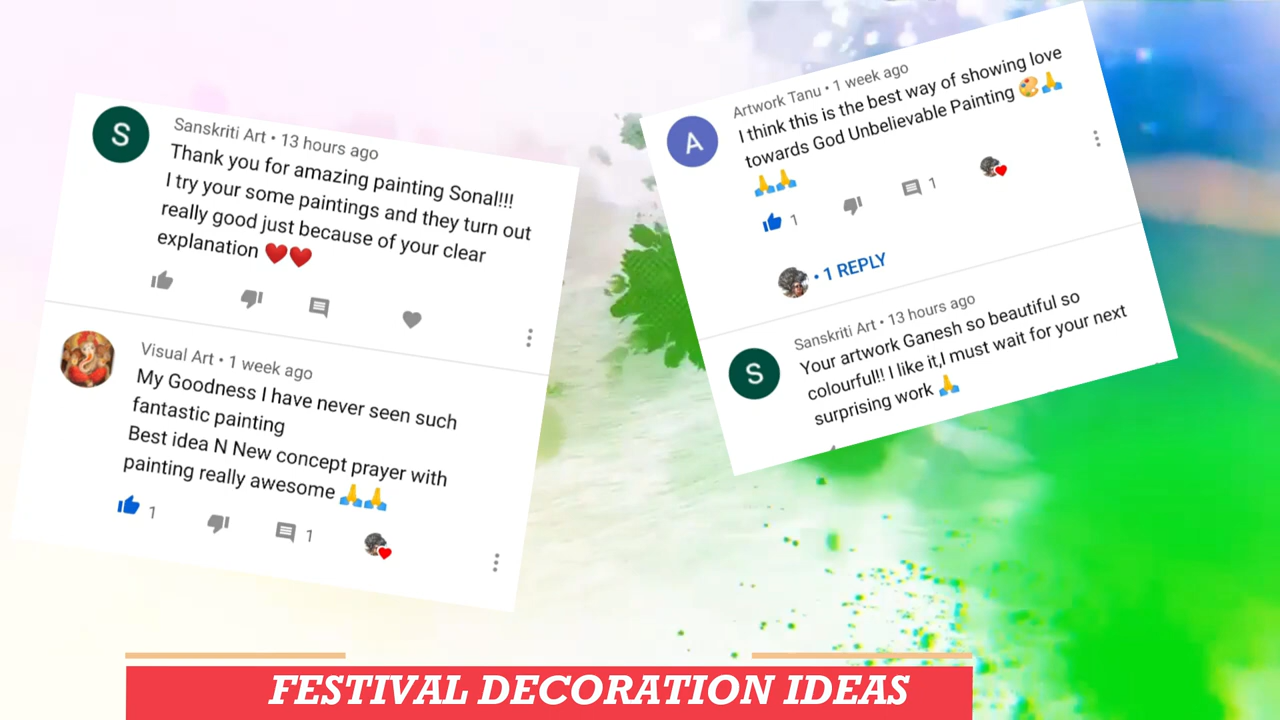 S
Sanskriti Art • 13 hours ago
Thank you for amazing painting Sonal!!!
I try your some paintings and they turn out
really good just because of your clear
explanation ❤️❤️
Visual Art • 1 week ago
My Goodness I have never seen such
fantastic painting
Best idea N New concept prayer with
painting really awesome 🙏🙏
1
1
A
Artwork Tanu • 1 week ago
I think this is the best way of showing love
towards God Unbelievable Painting 🎨🙏
🙏🙏
1
1
• 1 REPLY
S
Sanskriti Art • 13 hours ago
Your artwork Ganesh so beautiful so
colourful!! I like it,I must wait for your next
surprising work 🙏
FESTIVAL DECORATION IDEAS